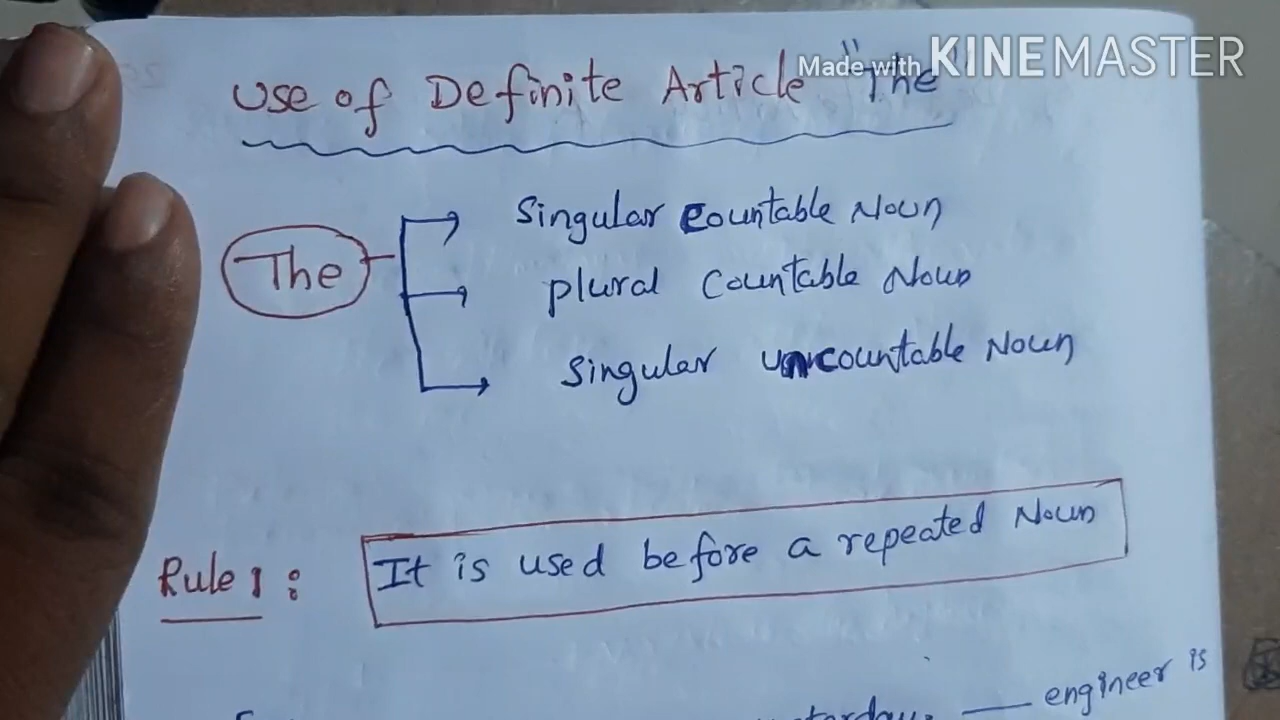 Made with KINEMASTER
Use of Definite Article "The"
The
Singular Countable Noun
plural Countable Noun
Singular uncountable Noun
Rule 1 :
It is used before a repeated Noun
engineer is